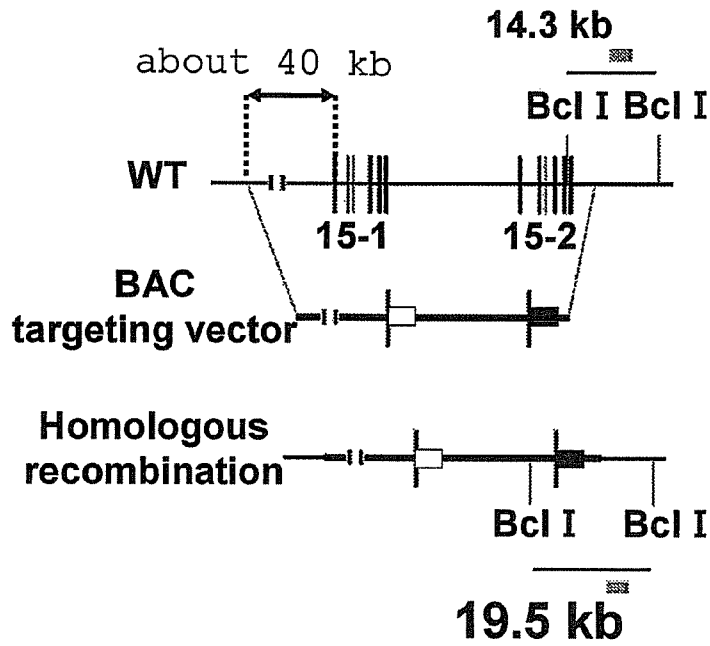 14.3 kb
about 40 kb
Bcl I Bcl I
WT
15-1
15-2
BAC
targeting vector
Homologous
recombination
Bcl I
Bcl I
19.5 kb